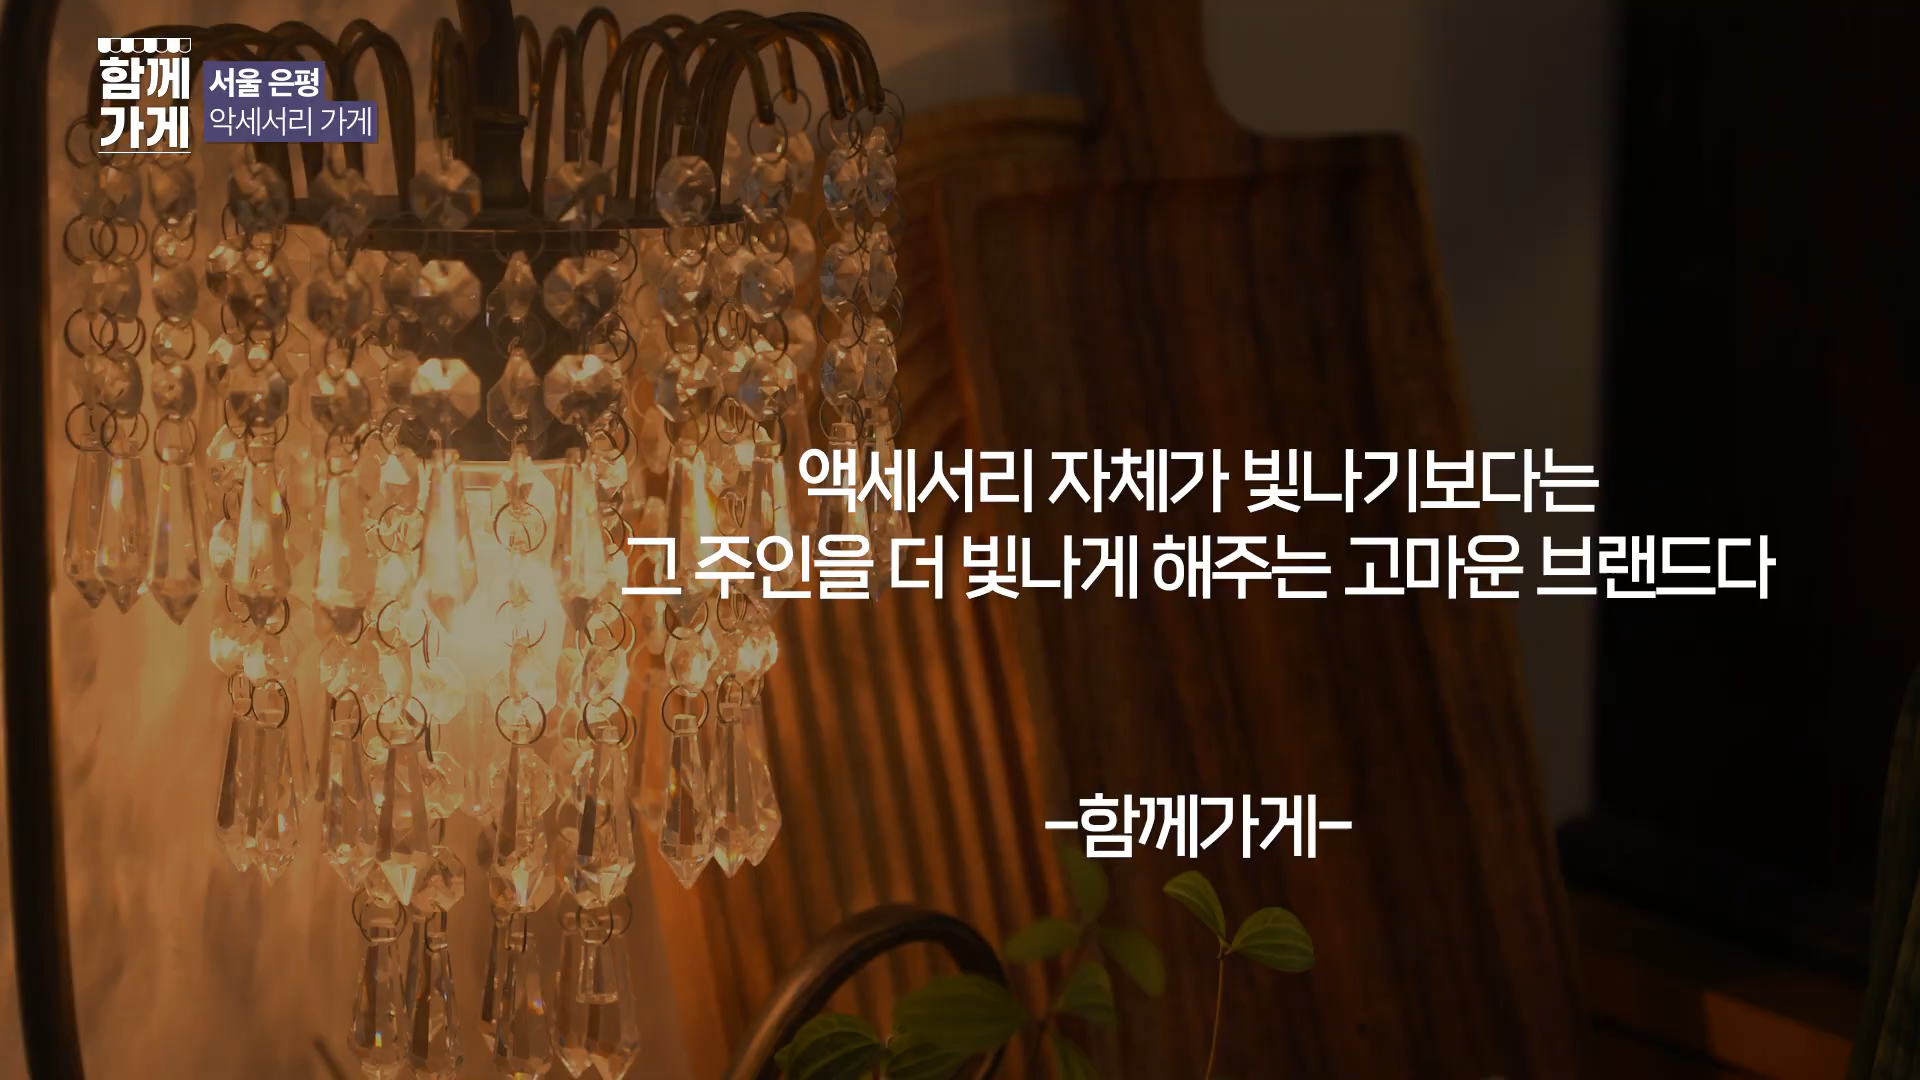 함께
가게
서울 은평
악세서리 가게
액세서리 자체가 빛나기보다는
그 주인을 더 빛나게 해주는 고마운 브랜드다
-함께가게-